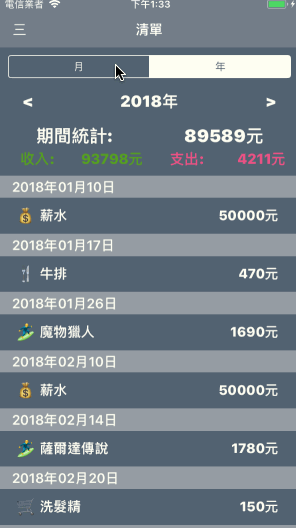 電信業者 下午1:33
三 清單
月 年
< 2018年 >
期間統計: 89589元
收入: 93798元 支出: 4211元
2018年01月10日
薪水 50000元
2018年01月17日
牛排 470元
2018年01月26日
魔物獵人 1690元
2018年02月10日
薪水 50000元
2018年02月14日
薩爾達傳說 1780元
2018年02月20日
洗髮精 150元